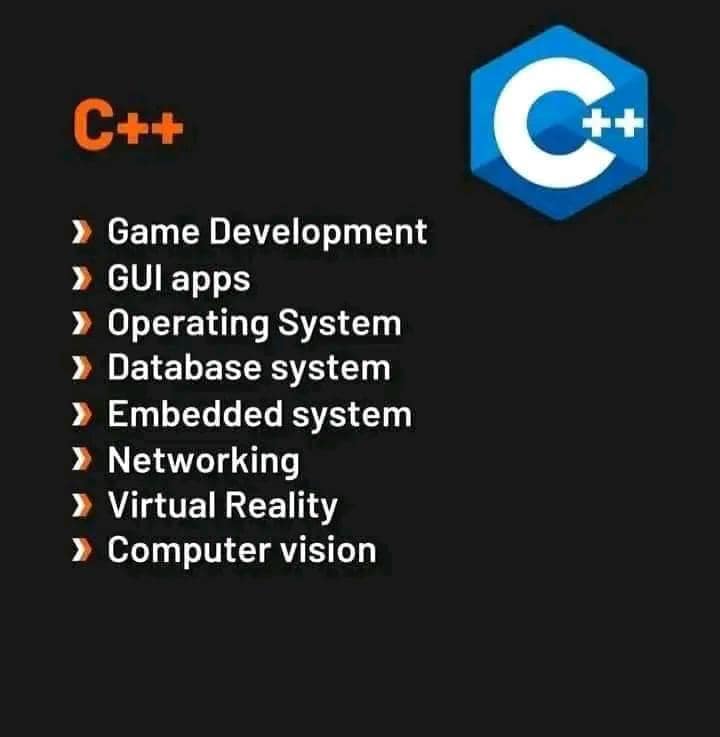 C++
C++
Game Development
GUI apps
Operating System
Database system
Embedded system
Networking
Virtual Reality
Computer vision